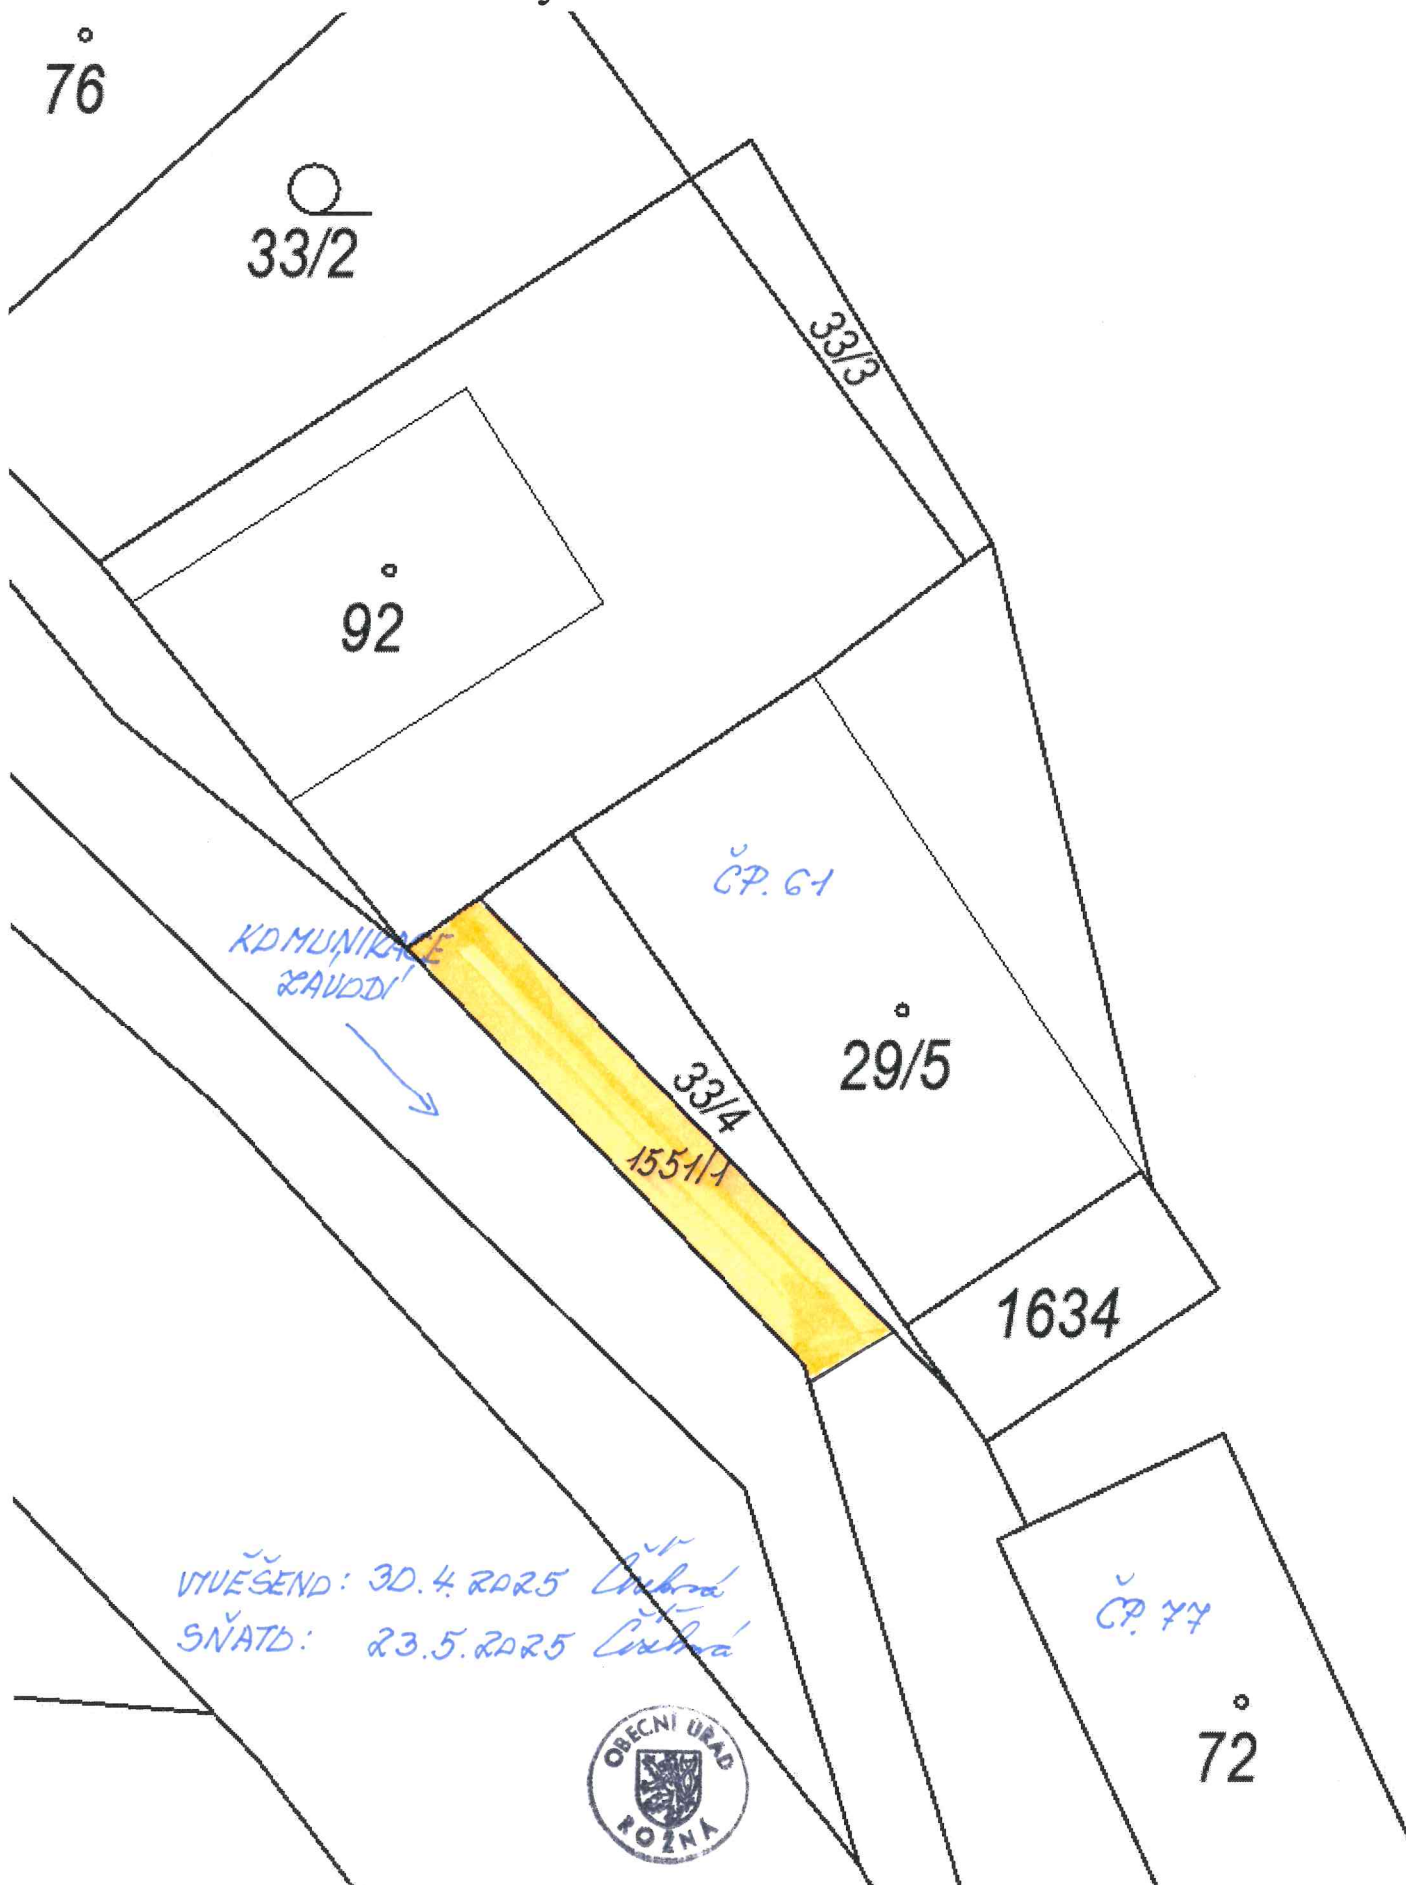 76
33/2
33/3
92
ČP. 61
KOMUNIKACE
ZÁVODÍ
29/5
33/4
1551/1
1634
VYVĚŠENO: 30.4.2025
SŇATO: 23.5.2025
ČP. 77
72
OBECNÍ ÚŘAD
ROŽNÁ